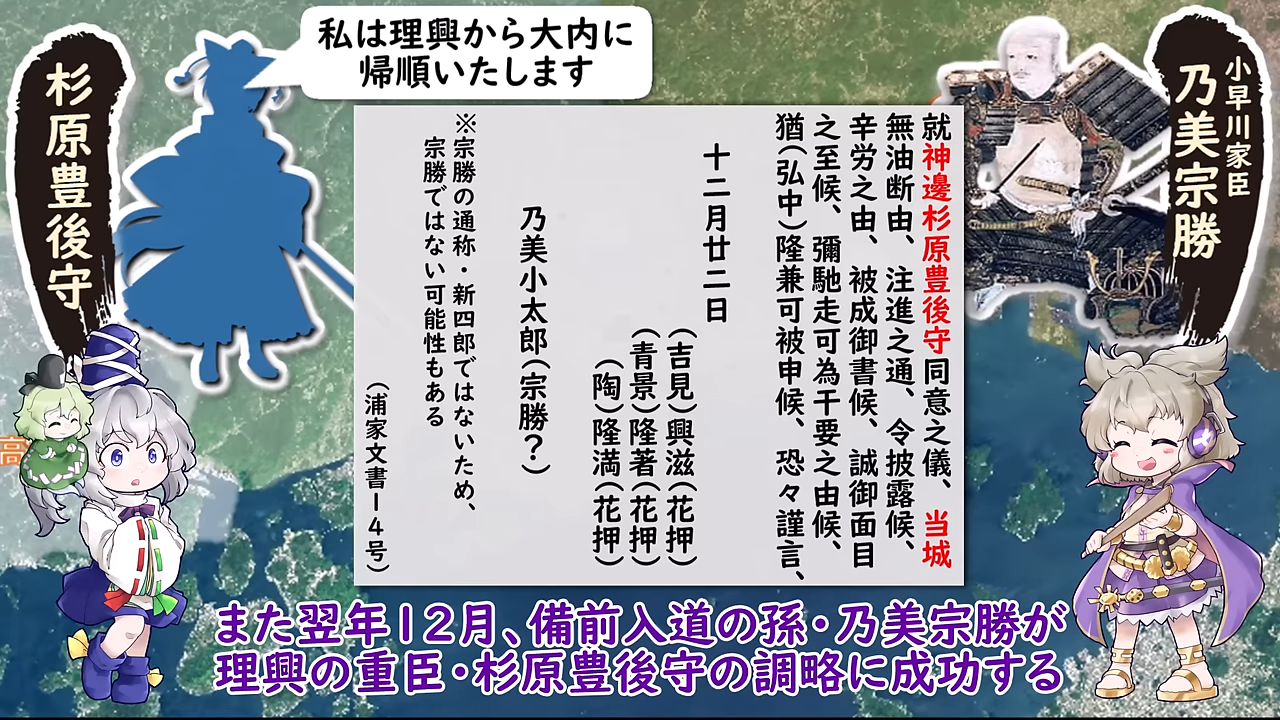 私は理興から大内に
帰順いたします
杉原豊後守
小早川家臣
乃美宗勝
就神邊杉原豊後守同意之儀、当城
無油断由、注進之通、令披露候、
辛労之由、被成御書候、誠御面目
之至候、彌馳走可為干要之由候、
猶(弘中)隆兼可被申候、恐々謹言、
十二月廿二日
(吉見)興滋(花押)
(青景)隆著(花押)
(陶)隆満(花押)
乃美小太郎(宗勝?)
※宗勝の通称・新四郎ではないため、
宗勝ではない可能性もある
(浦家文書ー14号)
高
また翌年12月、備前入道の孫・乃美宗勝が
理興の重臣・杉原豊後守の調略に成功する